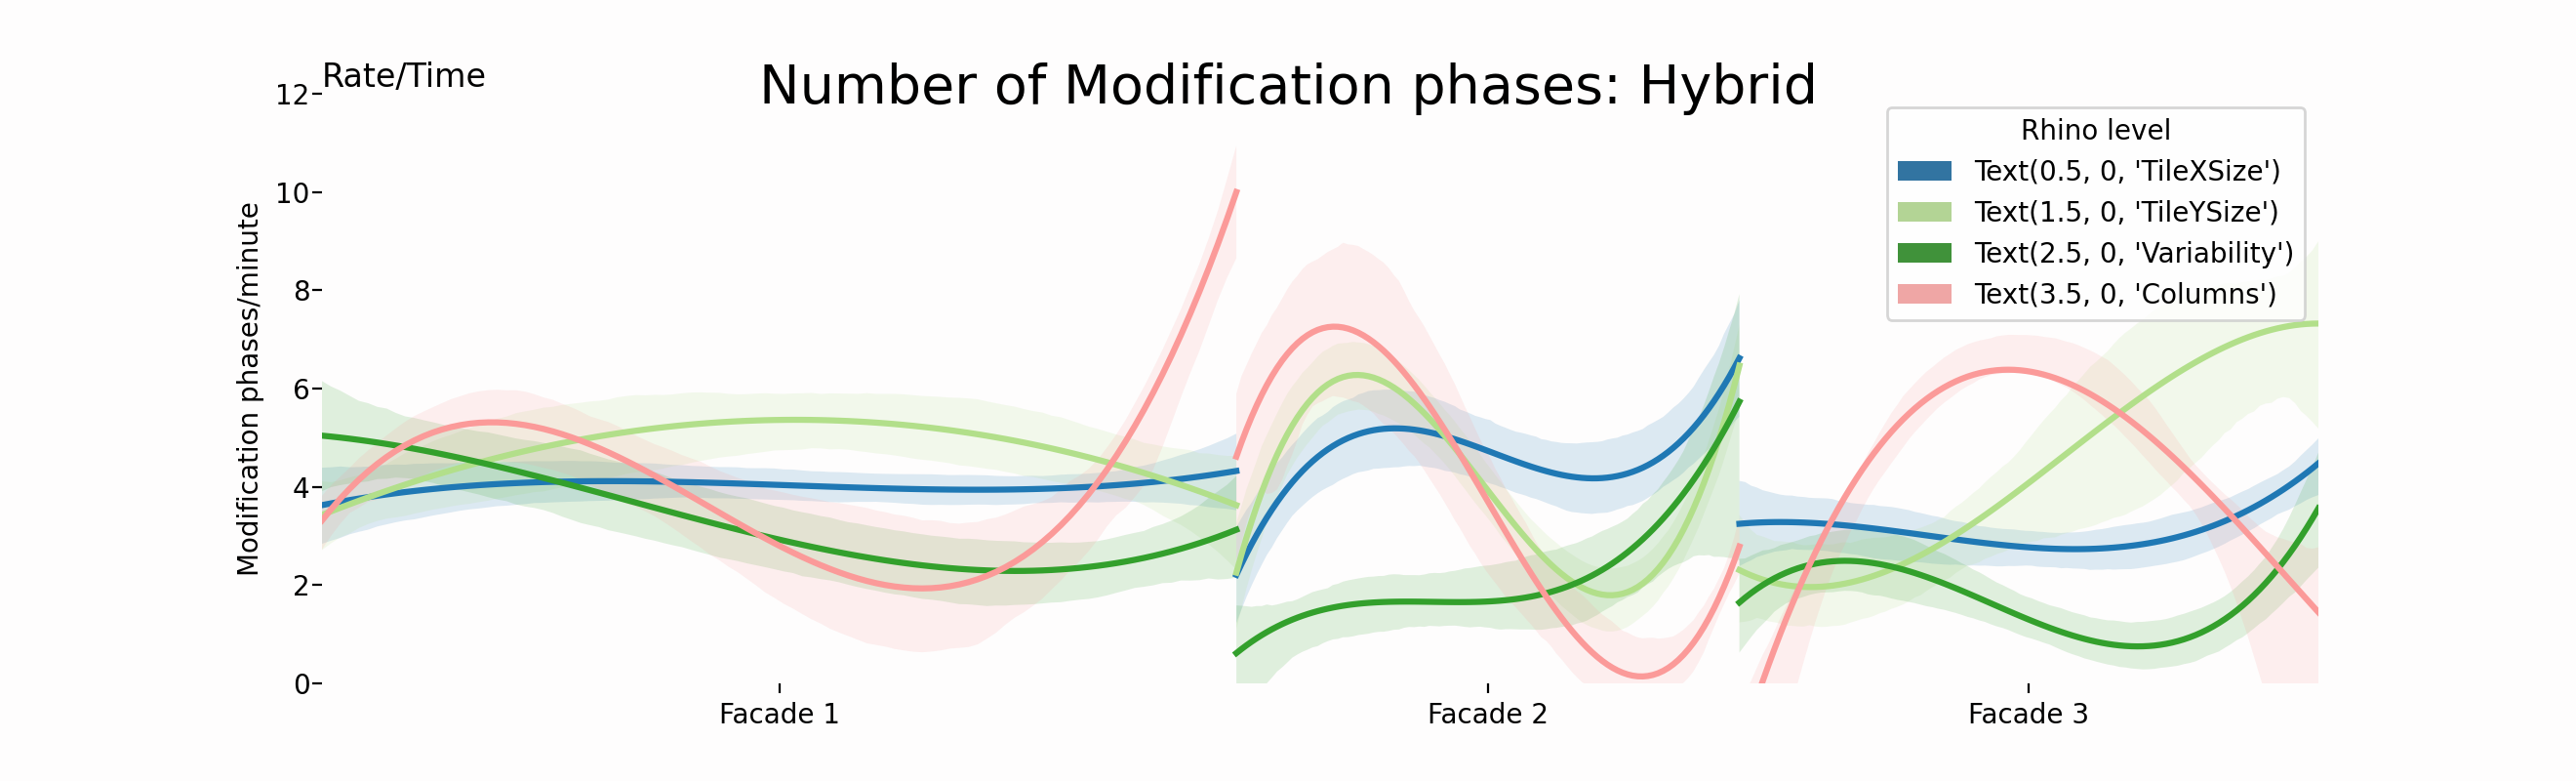 Rate/Time
Number of Modification phases: Hybrid
12
10
8
6
4
2
0
Modification phases/minute
Rhino level
Text(0.5, 0, 'TileXSize')
Text(1.5, 0, 'TileYSize')
Text(2.5, 0, 'Variability')
Text(3.5, 0, 'Columns')
Facade 1
Facade 2
Facade 3